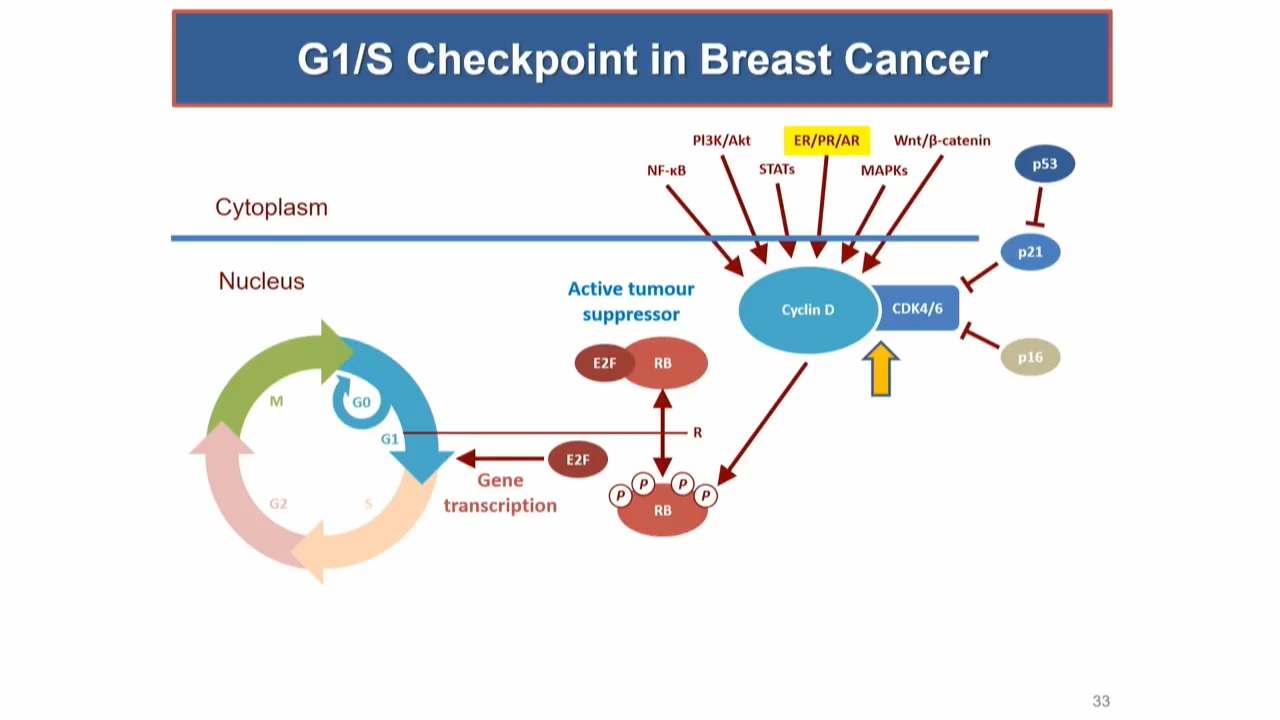 G1/S Checkpoint in Breast Cancer
PI3K/Akt
ER/PR/AR
Wnt/β-catenin
NF-κB
STATs
MAPKs
p53
Cytoplasm
p21
Nucleus
Active tumour
suppressor
Cyclin D
CDK4/6
p16
E2F
RB
M
G0
G1
R
E2F
Gene
transcription
G2
S
P
P
P
P
RB
33